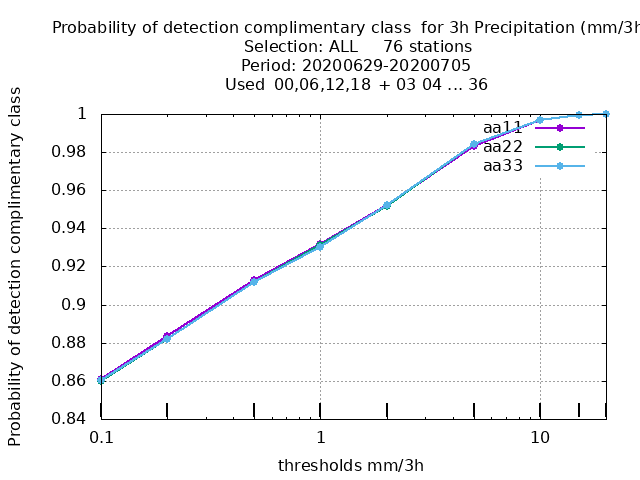 Probability of detection complimentary class for 3h Precipitation (mm/3h
Selection: ALL 76 stations
Period: 20200629-20200705
Used 00,06,12,18 + 03 04 ... 36
Probability of detection complimentary class
1
0.98
0.96
0.94
0.92
0.9
0.88
0.86
0.84
aa11
aa22
aa33
0.1
1
10
thresholds mm/3h